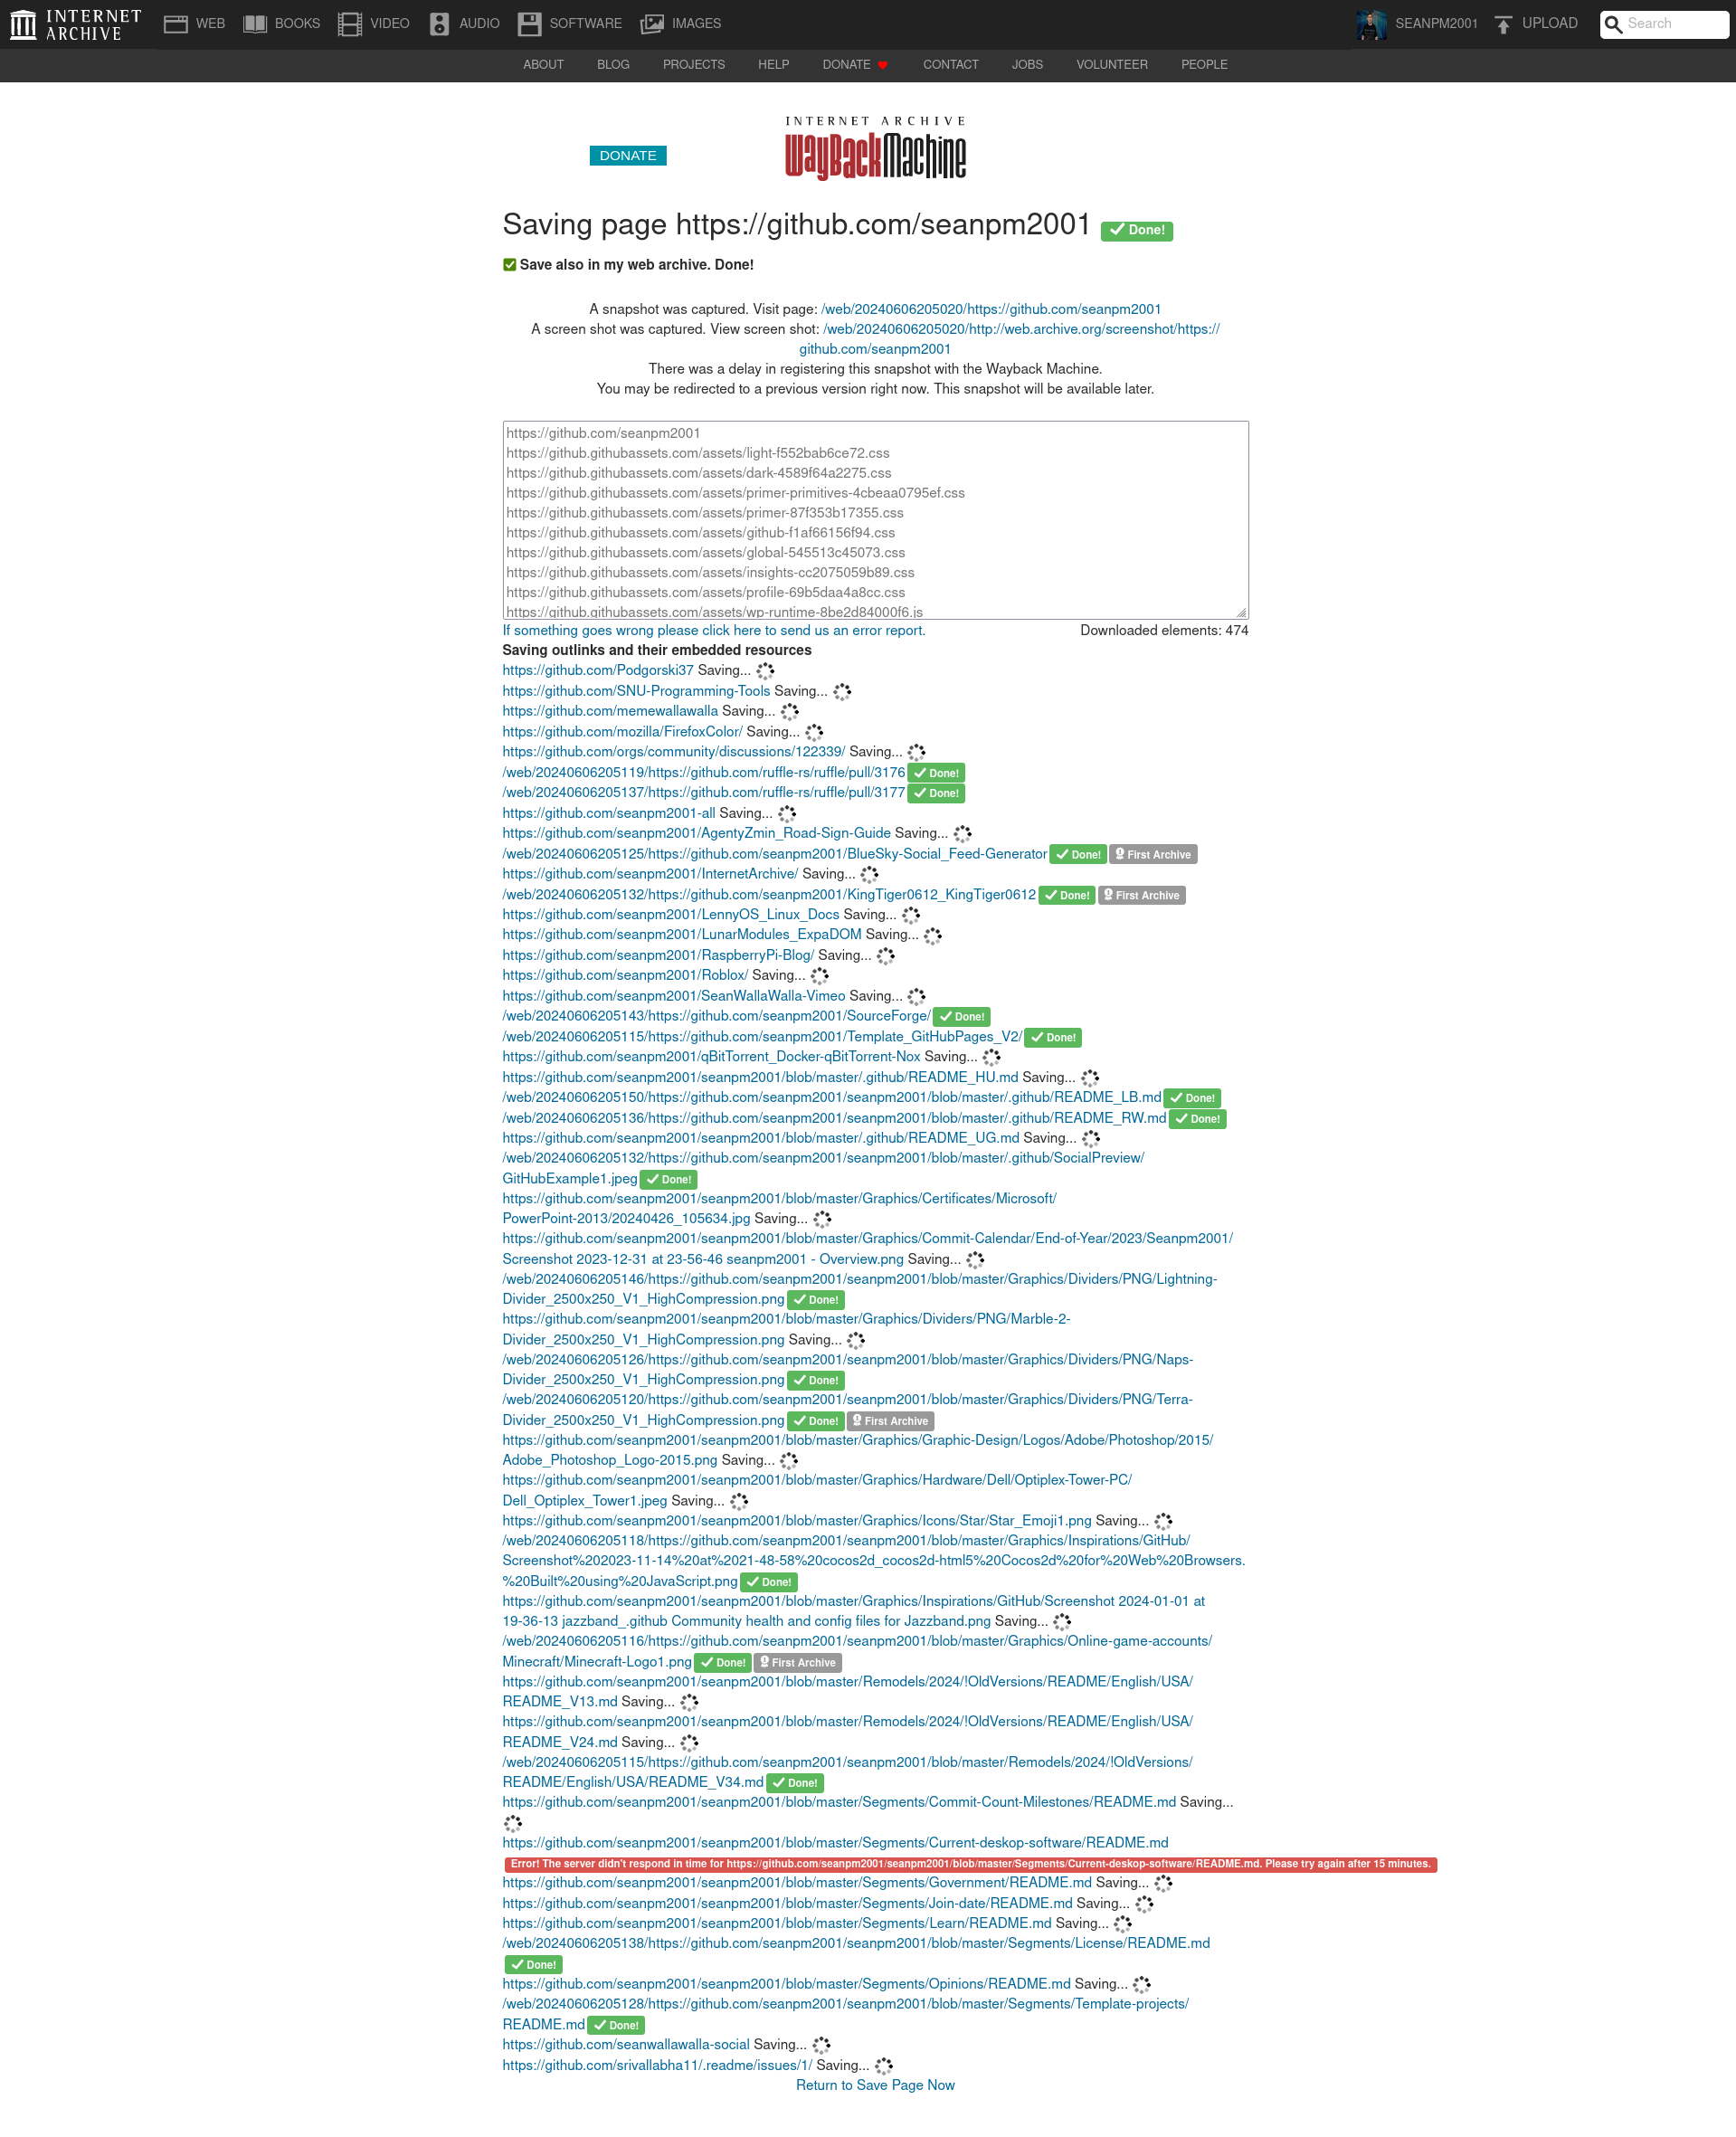 INTERNET ARCHIVE
WEB BOOKS VIDEO AUDIO SOFTWARE IMAGES SEANPM2001 UPLOAD Search
ABOUT BLOG PROJECTS HELP DONATE CONTACT JOBS VOLUNTEER PEOPLE
INTERNET ARCHIVE
WayBackMachine
DONATE
Saving page https://github.com/seanpm2001 Done!
Save also in my web archive. Done!
A snapshot was captured. Visit page: /web/20240606205020/https://github.com/seanpm2001
A screen shot was captured. View screen shot: /web/20240606205020/http://web.archive.org/screenshot/https://
github.com/seanpm2001
There was a delay in registering this snapshot with the Wayback Machine.
You may be redirected to a previous version right now. This snapshot will be available later.
https://github.com/seanpm2001
https://github.githubassets.com/assets/light-f552bab6ce72.css
https://github.githubassets.com/assets/dark-4589f64a2275.css
https://github.githubassets.com/assets/primer-primitives-4cbeaa0795ef.css
https://github.githubassets.com/assets/primer-87f353b17355.css
https://github.githubassets.com/assets/github-f1af66156f94.css
https://github.githubassets.com/assets/global-545513c45073.css
https://github.githubassets.com/assets/insights-cc2075059b89.css
https://github.githubassets.com/assets/profile-69b5daa4a8cc.css
https://github.githubassets.com/assets/wp-runtime-8be2d84000f6.js
If something goes wrong please click here to send us an error report. Downloaded elements: 474
Saving outlinks and their embedded resources
https://github.com/Podgorski37 Saving...
https://github.com/SNU-Programming-Tools Saving...
https://github.com/memewallawalla Saving...
https://github.com/mozilla/FirefoxColor/ Saving...
https://github.com/orgs/community/discussions/122339/ Saving...
/web/20240606205119/https://github.com/ruffle-rs/ruffle/pull/3176 Done!
/web/20240606205137/https://github.com/ruffle-rs/ruffle/pull/3177 Done!
https://github.com/seanpm2001-all Saving...
https://github.com/seanpm2001/AgentyZmin_Road-Sign-Guide Saving...
/web/20240606205125/https://github.com/seanpm2001/BlueSky-Social_Feed-Generator Done! First Archive
https://github.com/seanpm2001/InternetArchive/ Saving...
/web/20240606205132/https://github.com/seanpm2001/KingTiger0612_KingTiger0612 Done! First Archive
https://github.com/seanpm2001/LennyOS_Linux_Docs Saving...
https://github.com/seanpm2001/LunarModules_ExpaDOM Saving...
https://github.com/seanpm2001/RaspberryPi-Blog/ Saving...
https://github.com/seanpm2001/Roblox/ Saving...
https://github.com/seanpm2001/SeanWallaWalla-Vimeo Saving...
/web/20240606205143/https://github.com/seanpm2001/SourceForge/ Done!
/web/20240606205115/https://github.com/seanpm2001/Template_GitHubPages_V2/ Done!
https://github.com/seanpm2001/qBitTorrent_Docker-qBitTorrent-Nox Saving...
https://github.com/seanpm2001/seanpm2001/blob/master/.github/README_HU.md Saving...
/web/20240606205150/https://github.com/seanpm2001/seanpm2001/blob/master/.github/README_LB.md Done!
/web/20240606205136/https://github.com/seanpm2001/seanpm2001/blob/master/.github/README_RW.md Done!
https://github.com/seanpm2001/seanpm2001/blob/master/.github/README_UG.md Saving...
/web/20240606205132/https://github.com/seanpm2001/seanpm2001/blob/master/.github/SocialPreview/
GitHubExample1.jpeg Done!
https://github.com/seanpm2001/seanpm2001/blob/master/Graphics/Certificates/Microsoft/
PowerPoint-2013/20240426_105634.jpg Saving...
https://github.com/seanpm2001/seanpm2001/blob/master/Graphics/Commit-Calendar/End-of-Year/2023/Seanpm2001/
Screenshot 2023-12-31 at 23-56-46 seanpm2001 - Overview.png Saving...
/web/20240606205146/https://github.com/seanpm2001/seanpm2001/blob/master/Graphics/Dividers/PNG/Lightning-
Divider_2500x250_V1_HighCompression.png Done!
https://github.com/seanpm2001/seanpm2001/blob/master/Graphics/Dividers/PNG/Marble-2-
Divider_2500x250_V1_HighCompression.png Saving...
/web/20240606205126/https://github.com/seanpm2001/seanpm2001/blob/master/Graphics/Dividers/PNG/Naps-
Divider_2500x250_V1_HighCompression.png Done!
/web/20240606205120/https://github.com/seanpm2001/seanpm2001/blob/master/Graphics/Dividers/PNG/Terra-
Divider_2500x250_V1_HighCompression.png Done! First Archive
https://github.com/seanpm2001/seanpm2001/blob/master/Graphics/Graphic-Design/Logos/Adobe/Photoshop/2015/
Adobe_Photoshop_Logo-2015.png Saving...
https://github.com/seanpm2001/seanpm2001/blob/master/Graphics/Hardware/Dell/Optiplex-Tower-PC/
Dell_Optiplex_Tower1.jpeg Saving...
https://github.com/seanpm2001/seanpm2001/blob/master/Graphics/Icons/Star/Star_Emoji1.png Saving...
/web/20240606205118/https://github.com/seanpm2001/seanpm2001/blob/master/Graphics/Inspirations/GitHub/
Screenshot%202023-11-14%20at%2021-48-58%20cocos2d_cocos2d-html5%20Cocos2d%20for%20Web%20Browsers.
%20Built%20using%20JavaScript.png Done!
https://github.com/seanpm2001/seanpm2001/blob/master/Graphics/Inspirations/GitHub/Screenshot 2024-01-01 at
19-36-13 jazzband_.github Community health and config files for Jazzband.png Saving...
/web/20240606205116/https://github.com/seanpm2001/seanpm2001/blob/master/Graphics/Online-game-accounts/
Minecraft/Minecraft-Logo1.png Done! First Archive
https://github.com/seanpm2001/seanpm2001/blob/master/Remodels/2024/!OldVersions/README/English/USA/
README_V13.md Saving...
https://github.com/seanpm2001/seanpm2001/blob/master/Remodels/2024/!OldVersions/README/English/USA/
README_V24.md Saving...
/web/20240606205115/https://github.com/seanpm2001/seanpm2001/blob/master/Remodels/2024/!OldVersions/
README/English/USA/README_V34.md Done!
https://github.com/seanpm2001/seanpm2001/blob/master/Segments/Commit-Count-Milestones/README.md Saving...
https://github.com/seanpm2001/seanpm2001/blob/master/Segments/Current-deskop-software/README.md
Error! The server didn't respond in time for https://github.com/seanpm2001/seanpm2001/blob/master/Segments/Current-deskop-software/README.md. Please try again after 15 minutes.
https://github.com/seanpm2001/seanpm2001/blob/master/Segments/Government/README.md Saving...
https://github.com/seanpm2001/seanpm2001/blob/master/Segments/Join-date/README.md Saving...
https://github.com/seanpm2001/seanpm2001/blob/master/Segments/Learn/README.md Saving...
/web/20240606205138/https://github.com/seanpm2001/seanpm2001/blob/master/Segments/License/README.md
Done!
https://github.com/seanpm2001/seanpm2001/blob/master/Segments/Opinions/README.md Saving...
/web/20240606205128/https://github.com/seanpm2001/seanpm2001/blob/master/Segments/Template-projects/
README.md Done!
https://github.com/seanwallawalla-social Saving...
https://github.com/srivallabha11/.readme/issues/1/ Saving...
Return to Save Page Now